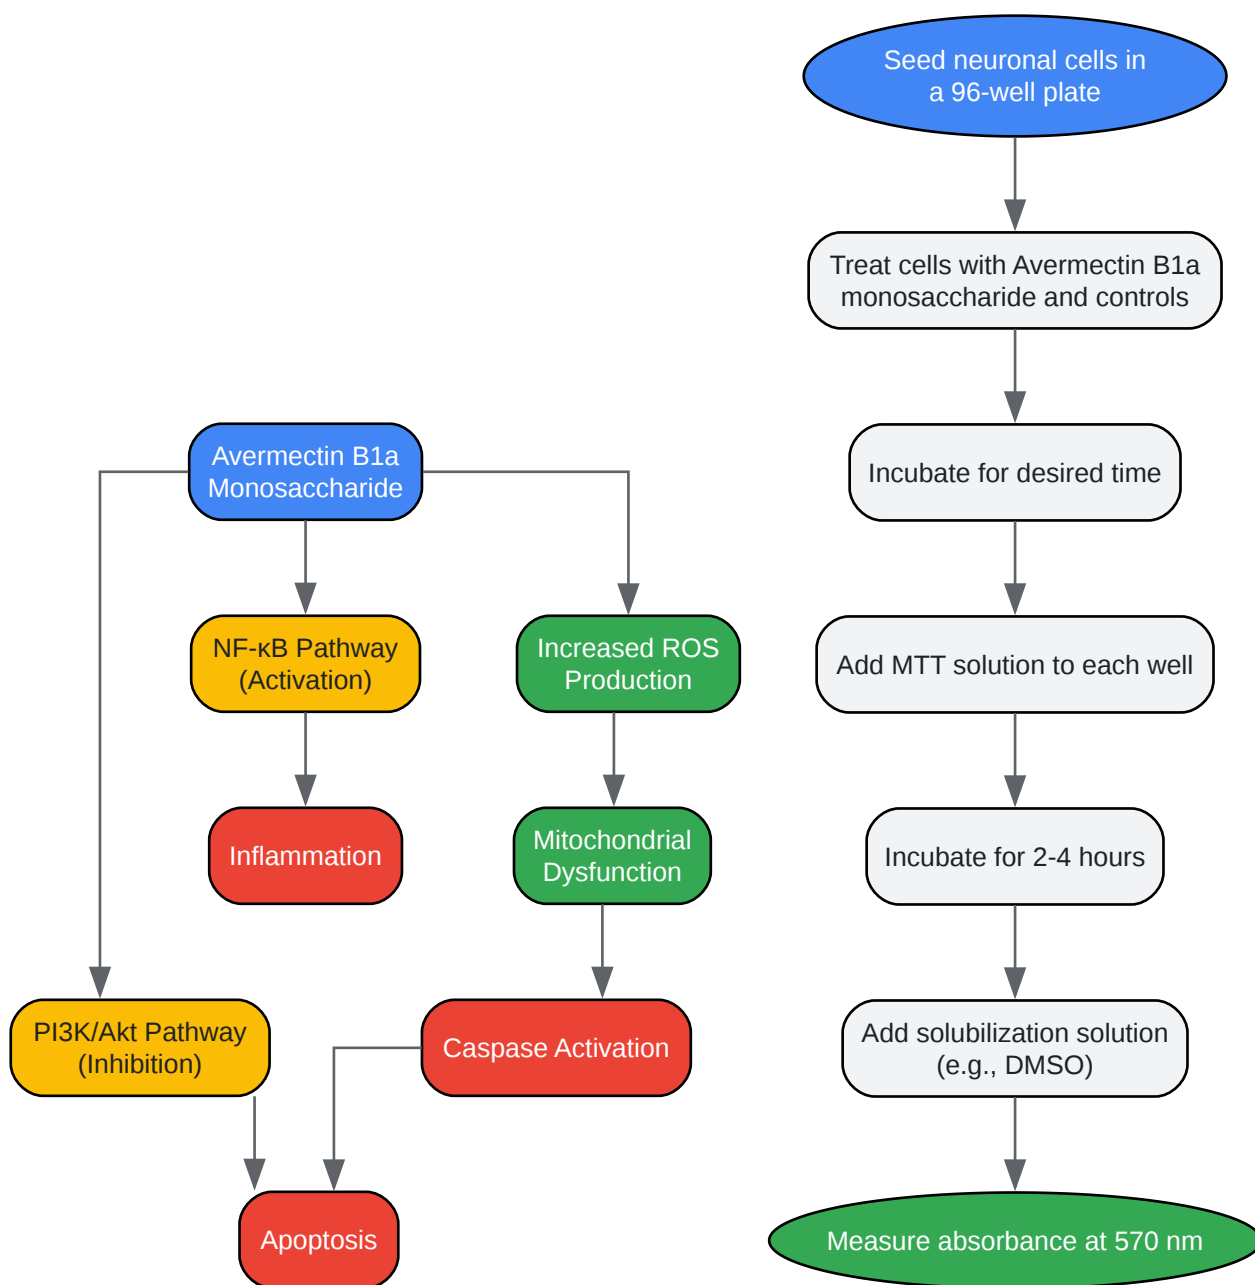 Seed neuronal cells in
a 96-well plate
Treat cells with Avermectin B1a
monosaccharide and controls
Incubate for desired time
Add MTT solution to each well
Incubate for 2-4 hours
Add solubilization solution
(e.g., DMSO)
Measure absorbance at 570 nm
Avermectin B1a
Monosaccharide
NF-κB Pathway
(Activation)
Increased ROS
Production
Inflammation
Mitochondrial
Dysfunction
PI3K/Akt Pathway
(Inhibition)
Caspase Activation
Apoptosis